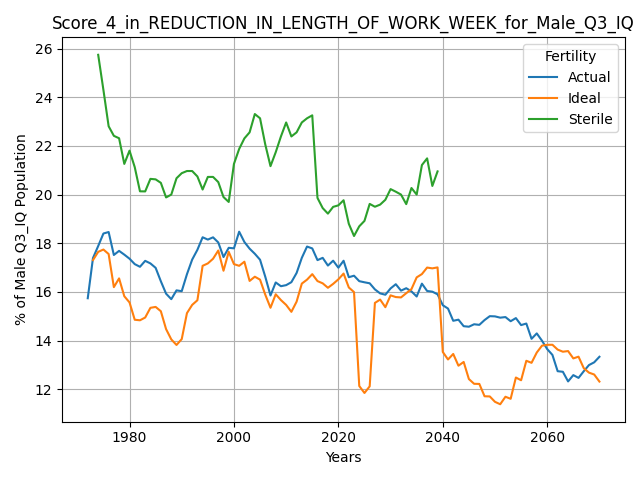 Score_4_in_REDUCTION_IN_LENGTH_OF_WORK_WEEK_for_Male_Q3_IQ
Fertility
Actual
Ideal
Sterile
% of Male Q3_IQ Population
26
24
22
20
18
16
14
12
1980 2000 2020 2040 2060
Years